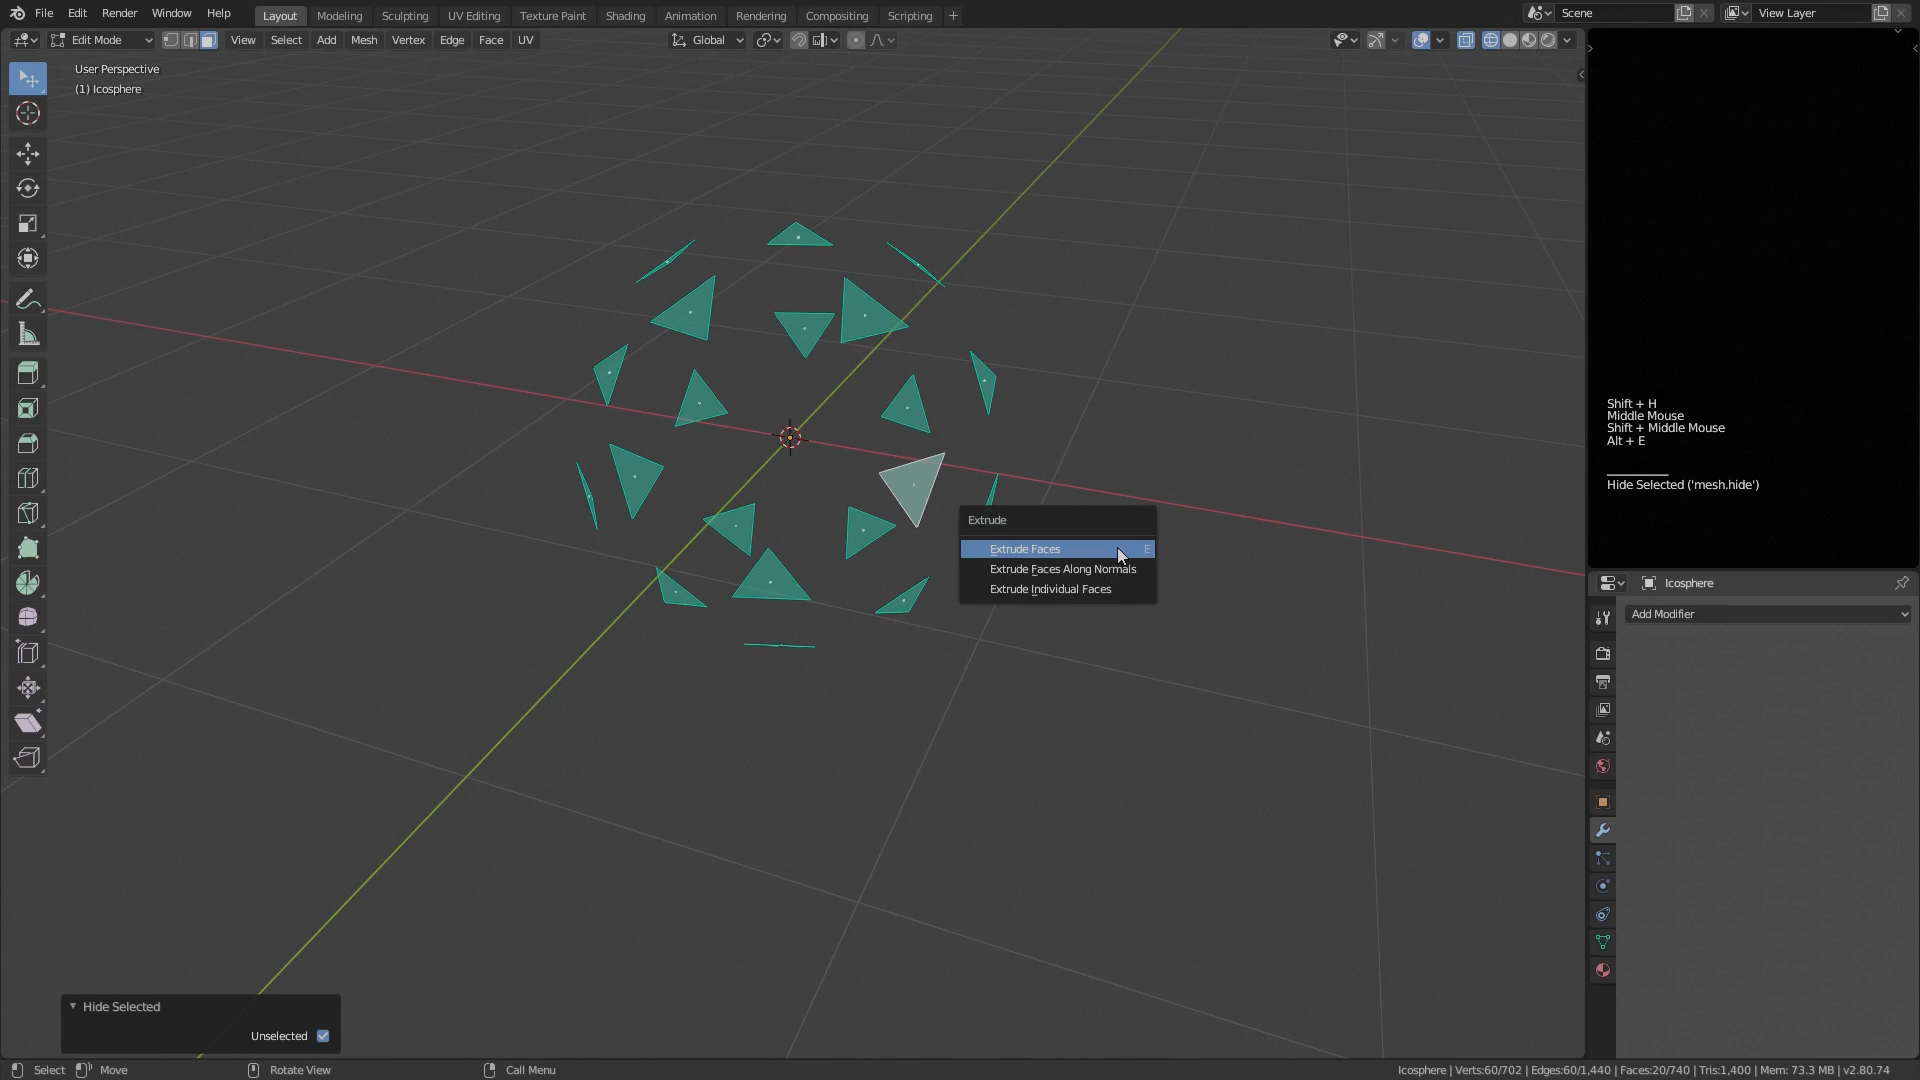 File Edit Render Window Help Layout Modeling Sculpting UV Editing Texture Paint Shading Animation Rendering Compositing Scripting + Scene View Layer
Edit Mode View Select Add Mesh Vertex Edge Face UV Global
User Perspective
(1) Icosphere
Shift + H
Middle Mouse
Shift + Middle Mouse
Alt + E
Hide Selected ('mesh.hide')
Extrude
Extrude Faces E
Extrude Faces Along Normals
Extrude Individual Faces
Icosphere
Add Modifier
Hide Selected
Unselected
Select Move Rotate View Call Menu Icosphere | Verts:60/702 | Edges:60/1,440 | Faces:20/740 | Tris:1,400 | Mem: 73.3 MB | v2.80.74